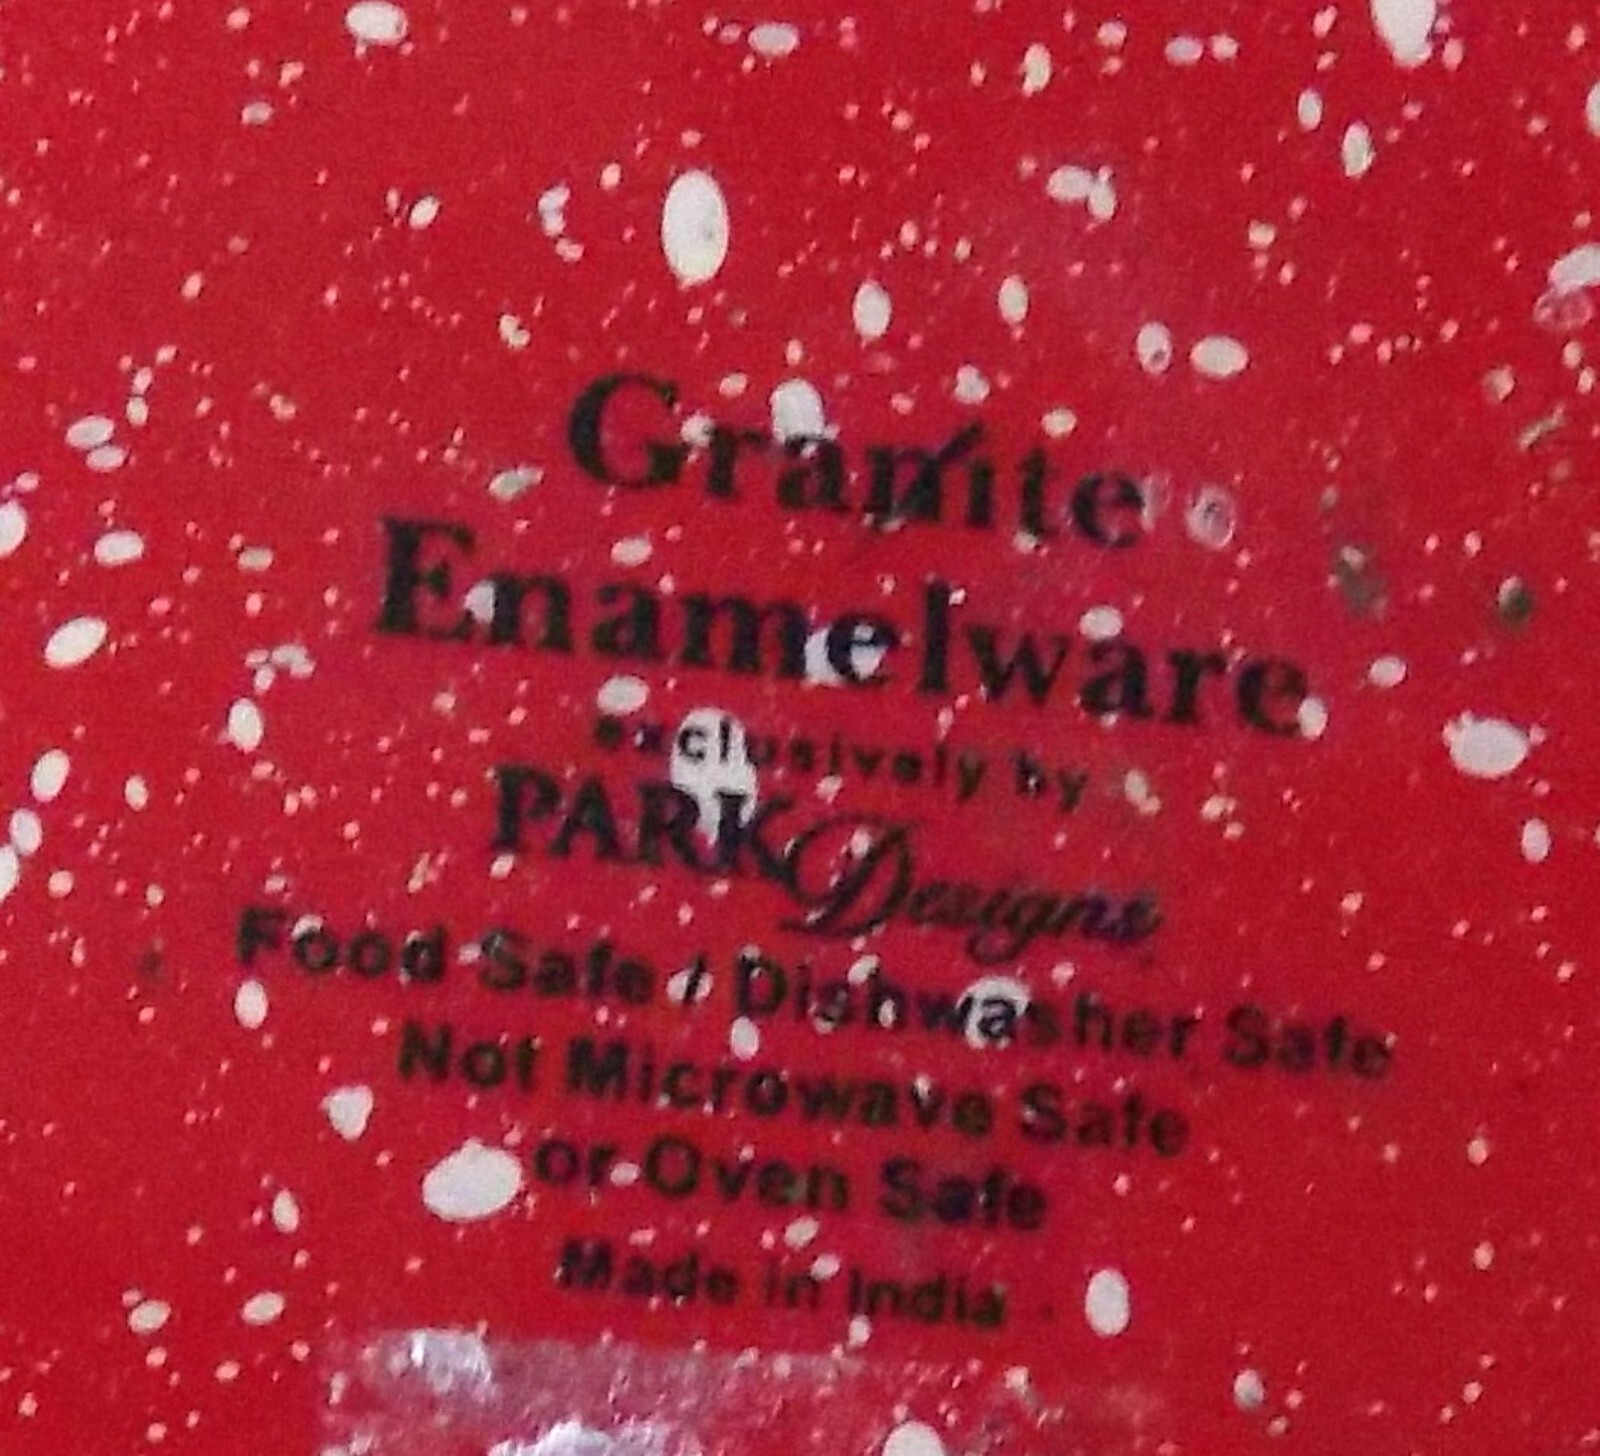 Granite
Enamelware
exclusively by
PARK Designs
Food Safe / Dishwasher Safe
Not Microwave Safe
or Oven Safe
Made in India